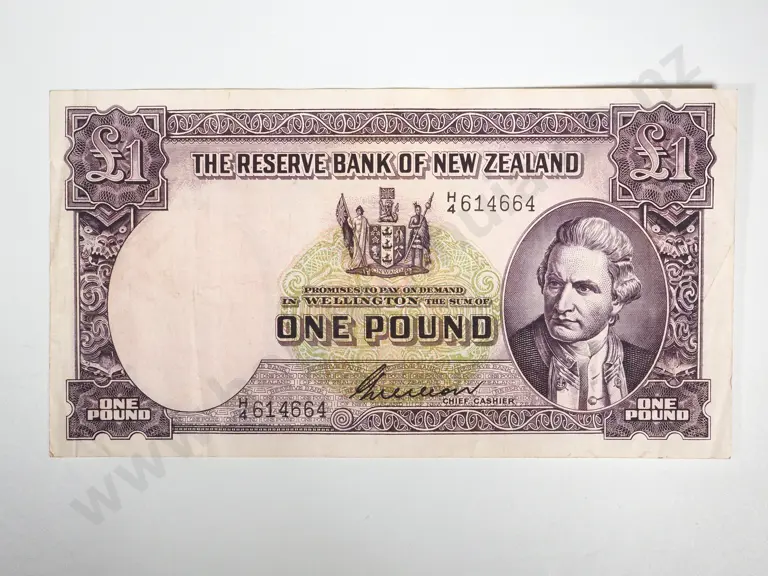 £1
£1
THE RESERVE BANK OF NEW ZEALAND
H/4 614664
ONWARD
PROMISES TO PAY ON DEMAND
IN WELLINGTON THE SUM OF
ONE POUND
CHIEF CASHIER
H/4 614664
ONE
POUND
ONE
POUND